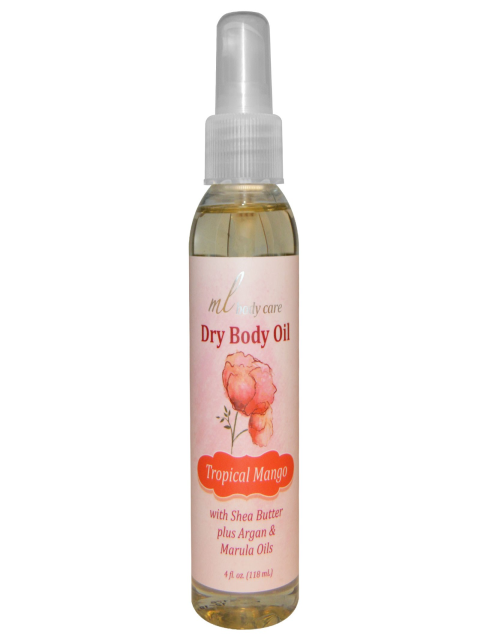 ml body care
Dry Body Oil
Tropical Mango
with Shea Butter
plus Argan &
Marula Oils
4 fl. oz. (118 ml.)